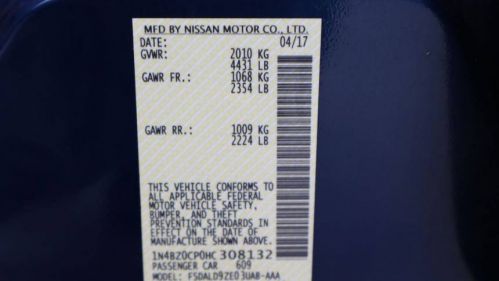 MFD BY NISSAN MOTOR CO., LTD.
DATE: 04/17
GVWR: 2010 KG
4431 LB
GAWR FR.: 1068 KG
2354 LB
GAWR RR.: 1009 KG
2224 LB
THIS VEHICLE CONFORMS TO
ALL APPLICABLE FEDERAL
MOTOR VEHICLE SAFETY,
BUMPER, AND THEFT
PREVENTION STANDARDS IN
EFFECT ON THE DATE OF
MANUFACTURE SHOWN ABOVE.
1N4BZ0CP0HC308132
PASSENGER CAR 609
MODEL: FSDALD9ZE03UAB-AAA